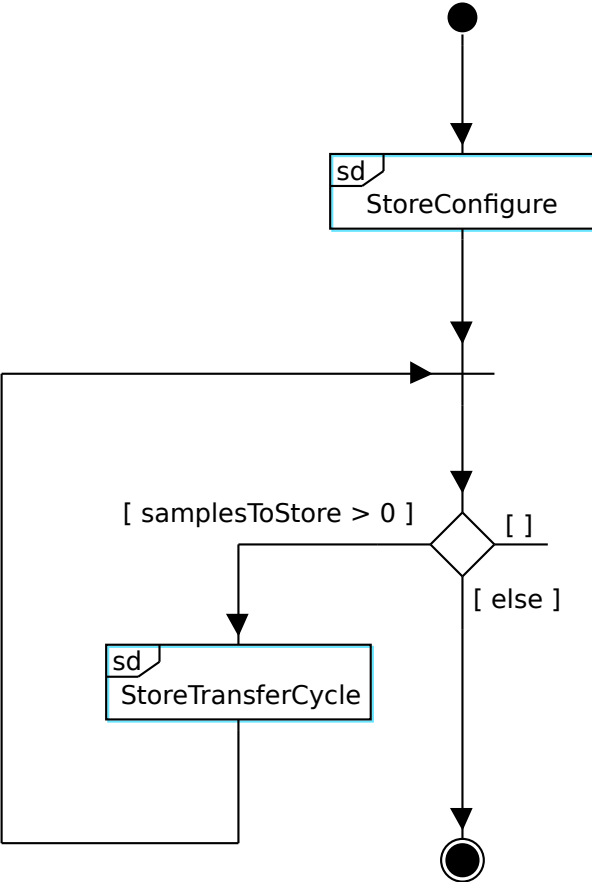 sd
StoreConfigure
[ samplesToStore > 0 ]
[ ]
[ else ]
sd
StoreTransferCycle